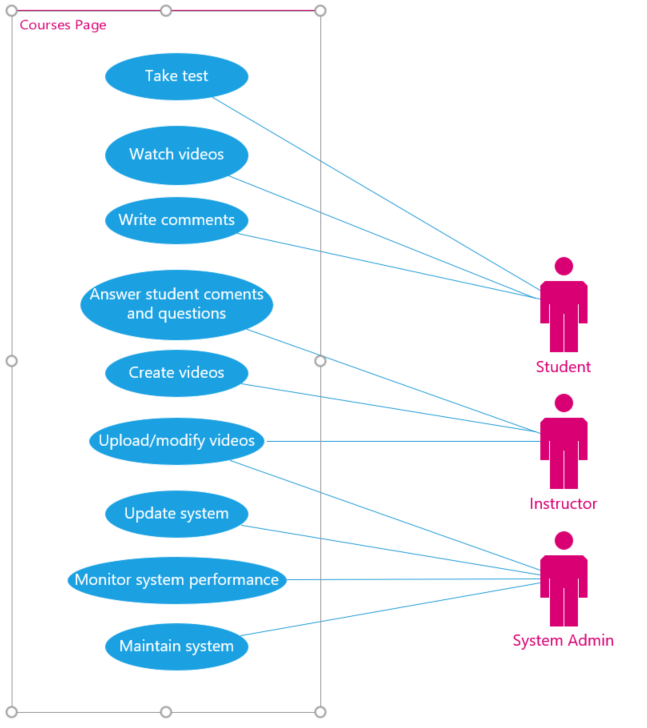 Courses Page
Take test
Watch videos
Write comments
Answer student coments
and questions
Create videos
Upload/modify videos
Update system
Monitor system performance
Maintain system
Student
Instructor
System Admin